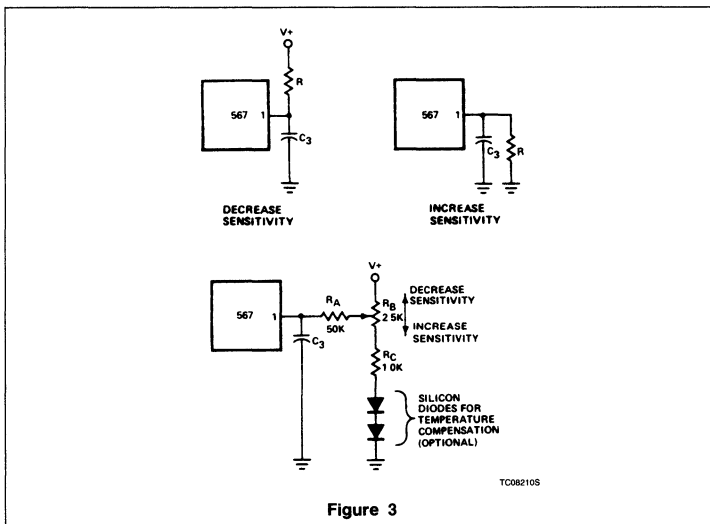 V+
R
567 1
C3
DECREASE
SENSITIVITY
567 1
C3
R
INCREASE
SENSITIVITY
V+
567 1
RA
50K
C3
RB
2 5K
DECREASE
SENSITIVITY
INCREASE
SENSITIVITY
RC
1 0K
SILICON
DIODES FOR
TEMPERATURE
COMPENSATION
(OPTIONAL)
TC08210S
Figure 3